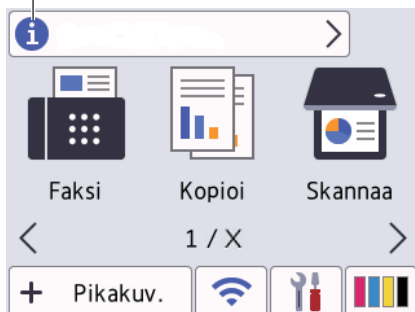 Faksi Kopioi Skannaa
1 / X
+ Pikakuv.